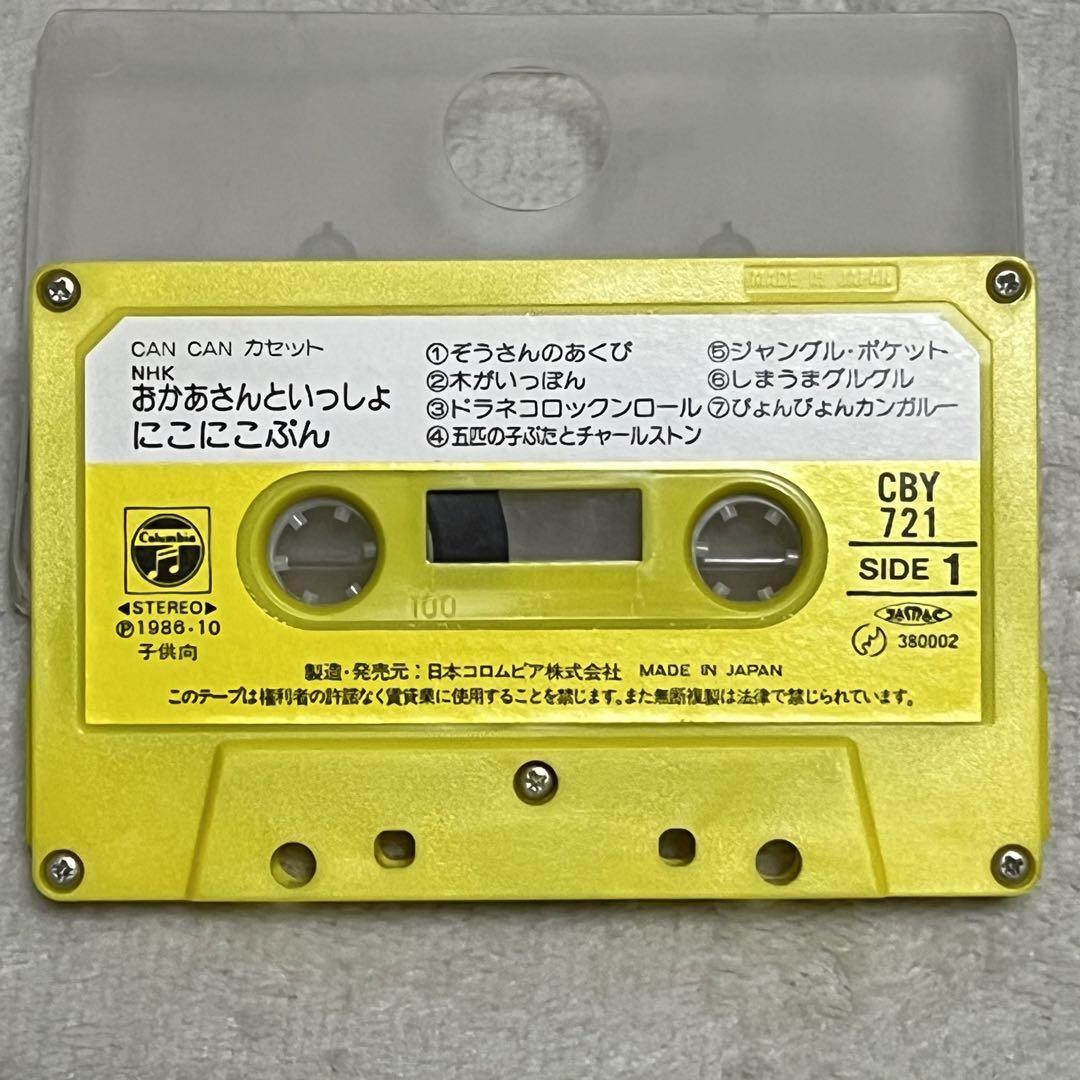 MADE IN JAPAN
CAN CAN カセット
NHK
おかあさんといっしょ
にこにこぷん
①ぞうさんのあくび
②木がいっぽん
③ドラネコロックンロール
④五匹の子ぶたとチャールストン
⑤ジャングル・ポケット
⑥しまうまグルグル
⑦ぴょんぴょんカンガルー
Columbia
◀STEREO▶
Ⓟ1986・10
子供向
100
CBY
721
SIDE 1
JASRAC
380002
製造・発売元：日本コロムビア株式会社 MADE IN JAPAN
このテープは権利者の許諾なく賃貸業に使用することを禁じます。また無断複製は法律で禁じられています。